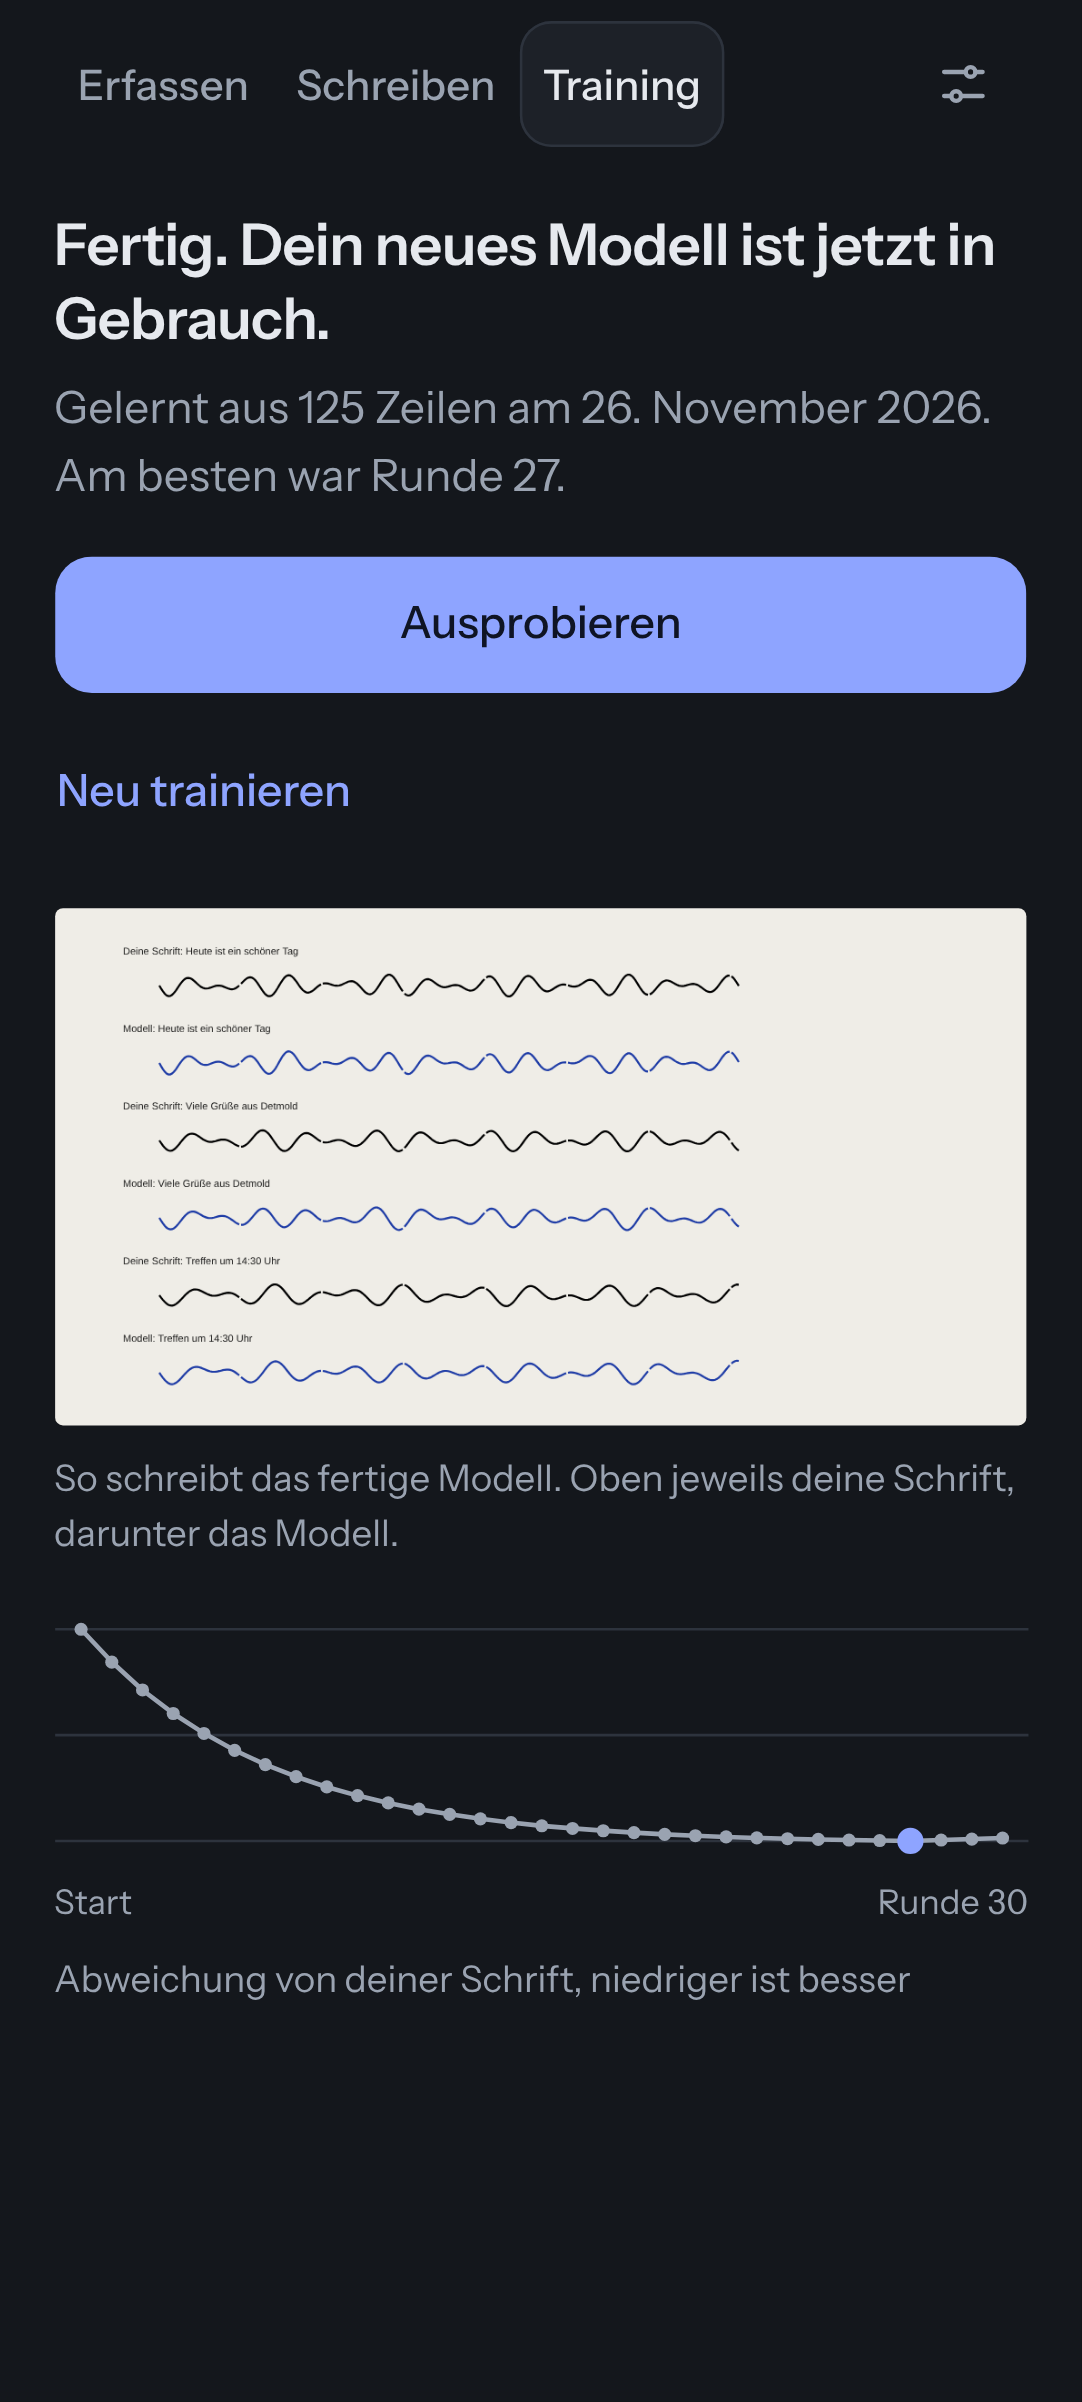 Erfassen Schreiben Training
Fertig. Dein neues Modell ist jetzt in
Gebrauch.
Gelernt aus 125 Zeilen am 26. November 2026.
Am besten war Runde 27.
Ausprobieren
Neu trainieren
Deine Schrift: Heute ist ein schöner Tag
Modell: Heute ist ein schöner Tag
Deine Schrift: Viele Grüße aus Detmold
Modell: Viele Grüße aus Detmold
Deine Schrift: Treffen um 14:30 Uhr
Modell: Treffen um 14:30 Uhr
So schreibt das fertige Modell. Oben jeweils deine Schrift,
darunter das Modell.
Start Runde 30
Abweichung von deiner Schrift, niedriger ist besser